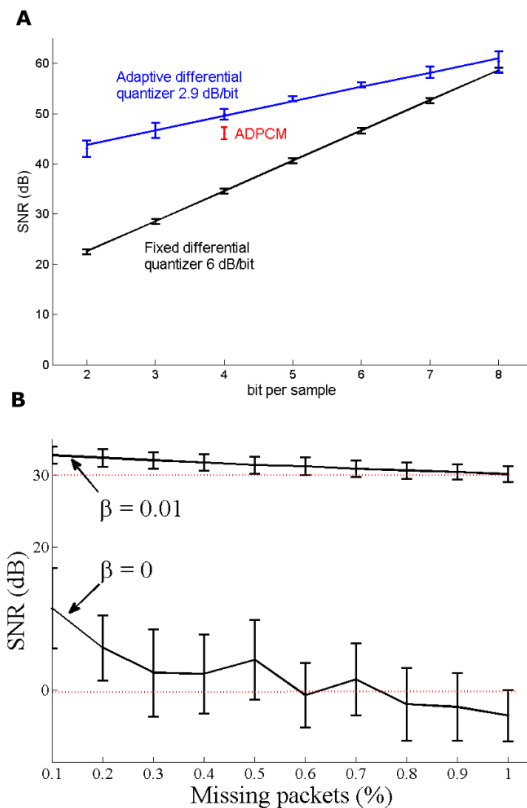 A
60
50
40
30
20
10
0
SNR (dB)
Adaptive differential
quantizer 2.9 dB/bit
ADPCM
Fixed differential
quantizer 6 dB/bit
2 3 4 5 6 7 8
bit per sample
B
30
20
0
SNR (dB)
β = 0.01
β = 0
0.1 0.2 0.3 0.4 0.5 0.6 0.7 0.8 0.9 1
Missing packets (%)